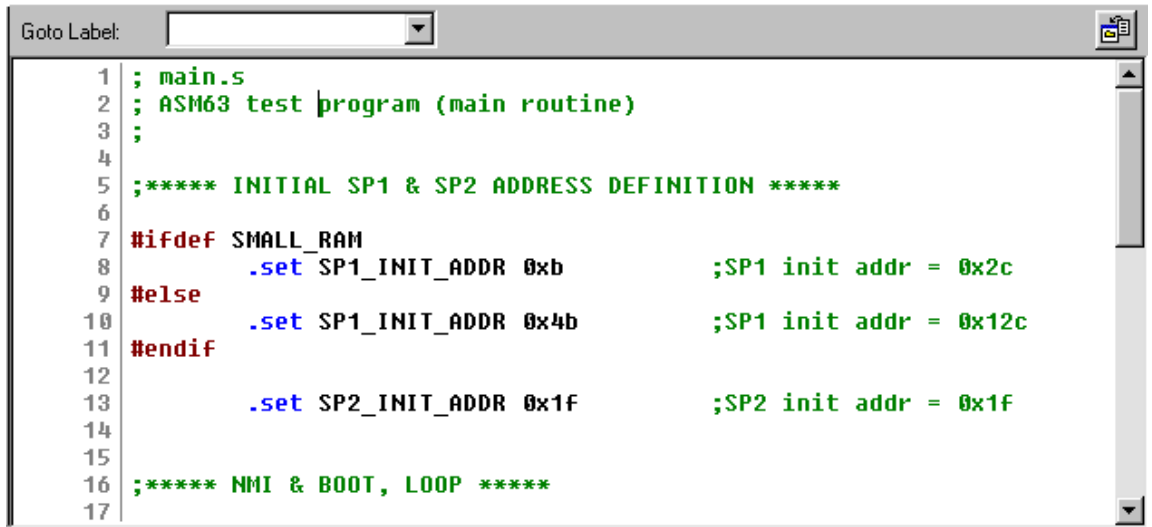 Goto Label:
1 ; main.s
2 ; ASM63 test program (main routine)
3 ;
4
5 ;***** INITIAL SP1 & SP2 ADDRESS DEFINITION *****
6
7 #ifdef SMALL_RAM
8 .set SP1_INIT_ADDR 0xb ;SP1 init addr = 0x2c
9 #else
10 .set SP1_INIT_ADDR 0x4b ;SP1 init addr = 0x12c
11 #endif
12
13 .set SP2_INIT_ADDR 0x1f ;SP2 init addr = 0x1f
14
15
16 ;***** NMI & BOOT, LOOP *****
17